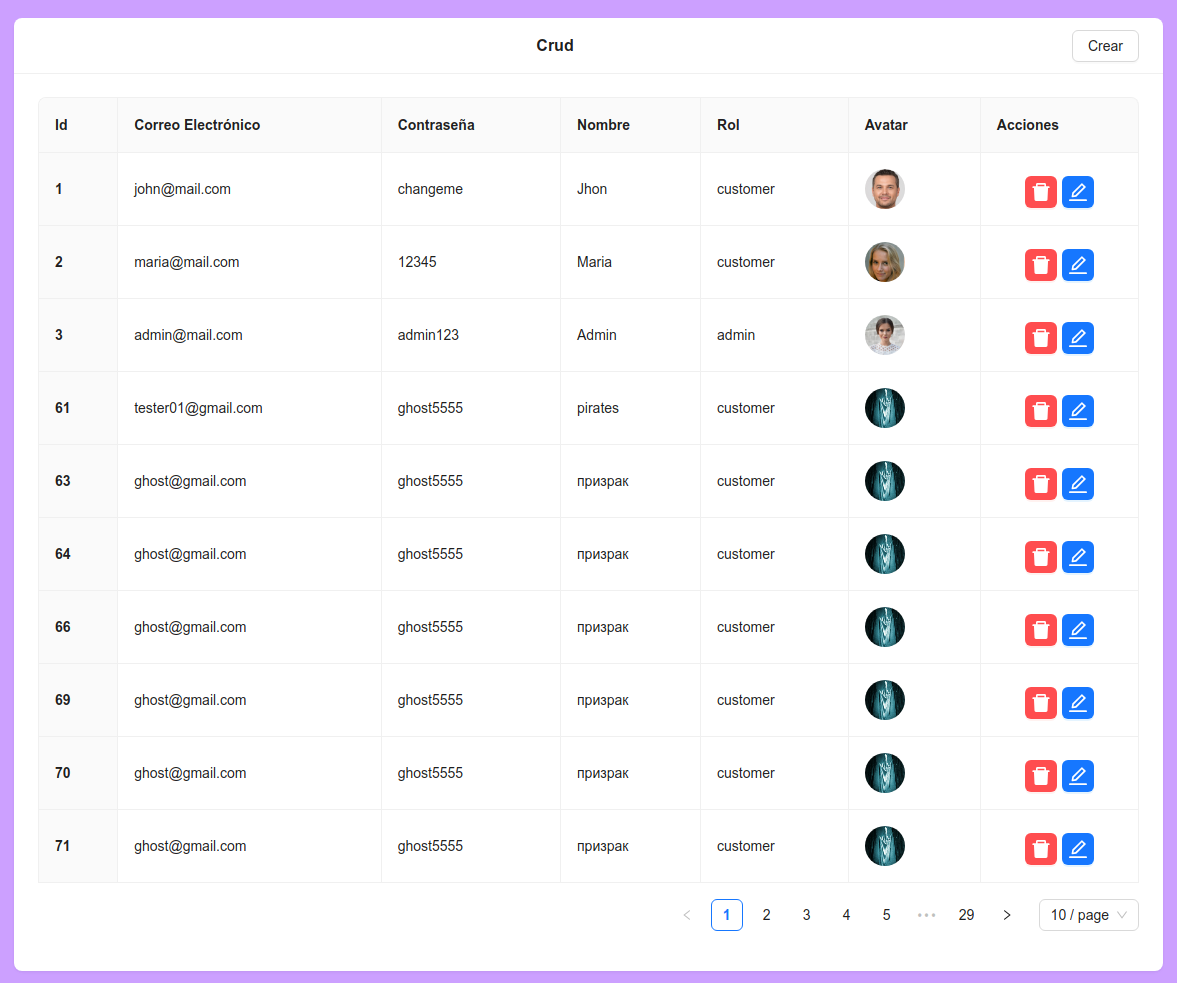 Crud
Crear
Id Correo Electrónico Contraseña Nombre Rol Avatar Acciones
1 john@mail.com changeme Jhon customer
2 maria@mail.com 12345 Maria customer
3 admin@mail.com admin123 Admin admin
61 tester01@gmail.com ghost5555 pirates customer
63 ghost@gmail.com ghost5555 призрак customer
64 ghost@gmail.com ghost5555 призрак customer
66 ghost@gmail.com ghost5555 призрак customer
69 ghost@gmail.com ghost5555 призрак customer
70 ghost@gmail.com ghost5555 призрак customer
71 ghost@gmail.com ghost5555 призрак customer
< 1 2 3 4 5 ••• 29 > 10 / page